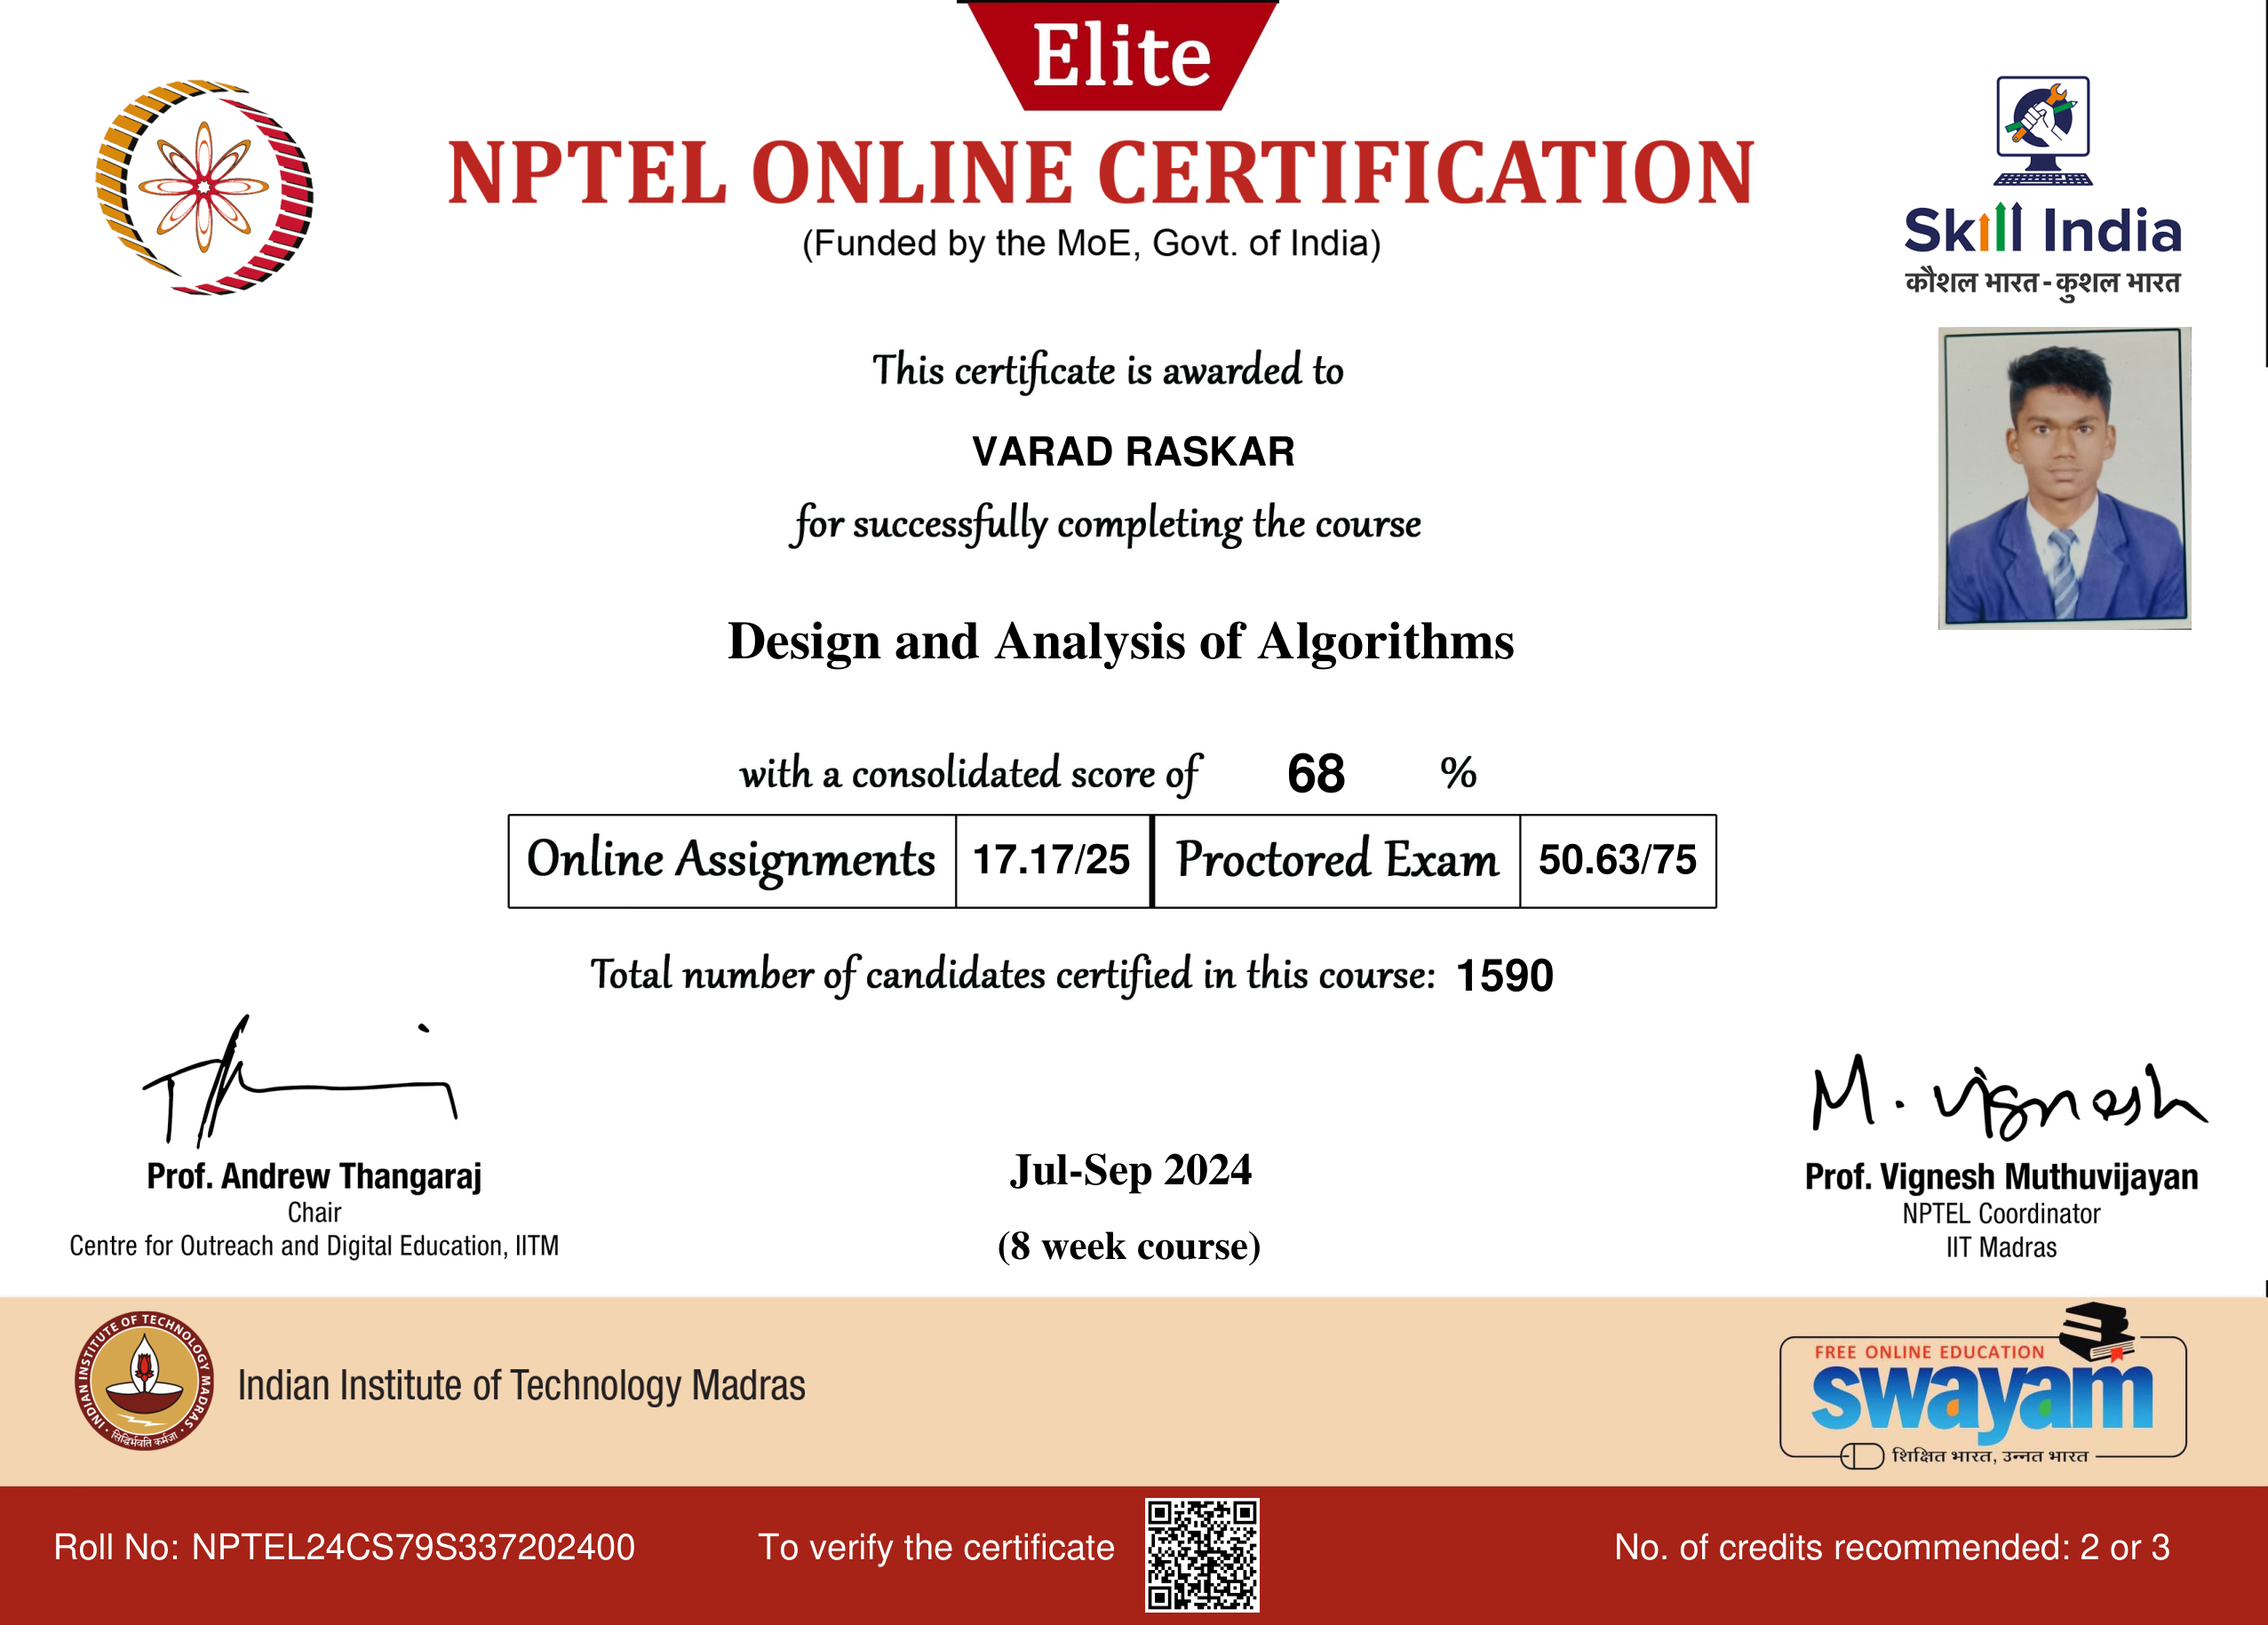 Elite
NPTEL ONLINE CERTIFICATION
(Funded by the MoE, Govt. of India)
Skill India
कौशल भारत - कुशल भारत
This certificate is awarded to
VARAD RASKAR
for successfully completing the course
Design and Analysis of Algorithms
with a consolidated score of 68 %
Online Assignments 17.17/25 Proctored Exam 50.63/75
Total number of candidates certified in this course: 1590
M. Vignesh
Prof. Andrew Thangaraj
Chair
Centre for Outreach and Digital Education, IITM
Jul-Sep 2024
(8 week course)
Prof. Vignesh Muthuvijayan
NPTEL Coordinator
IIT Madras
INDIAN INSTITUTE OF TECHNOLOGY MADRAS
सिद्धिर्भवति कर्मजा
Indian Institute of Technology Madras
FREE ONLINE EDUCATION
swayam
शिक्षित भारत, उन्नत भारत
Roll No: NPTEL24CS79S337202400
To verify the certificate
No. of credits recommended: 2 or 3